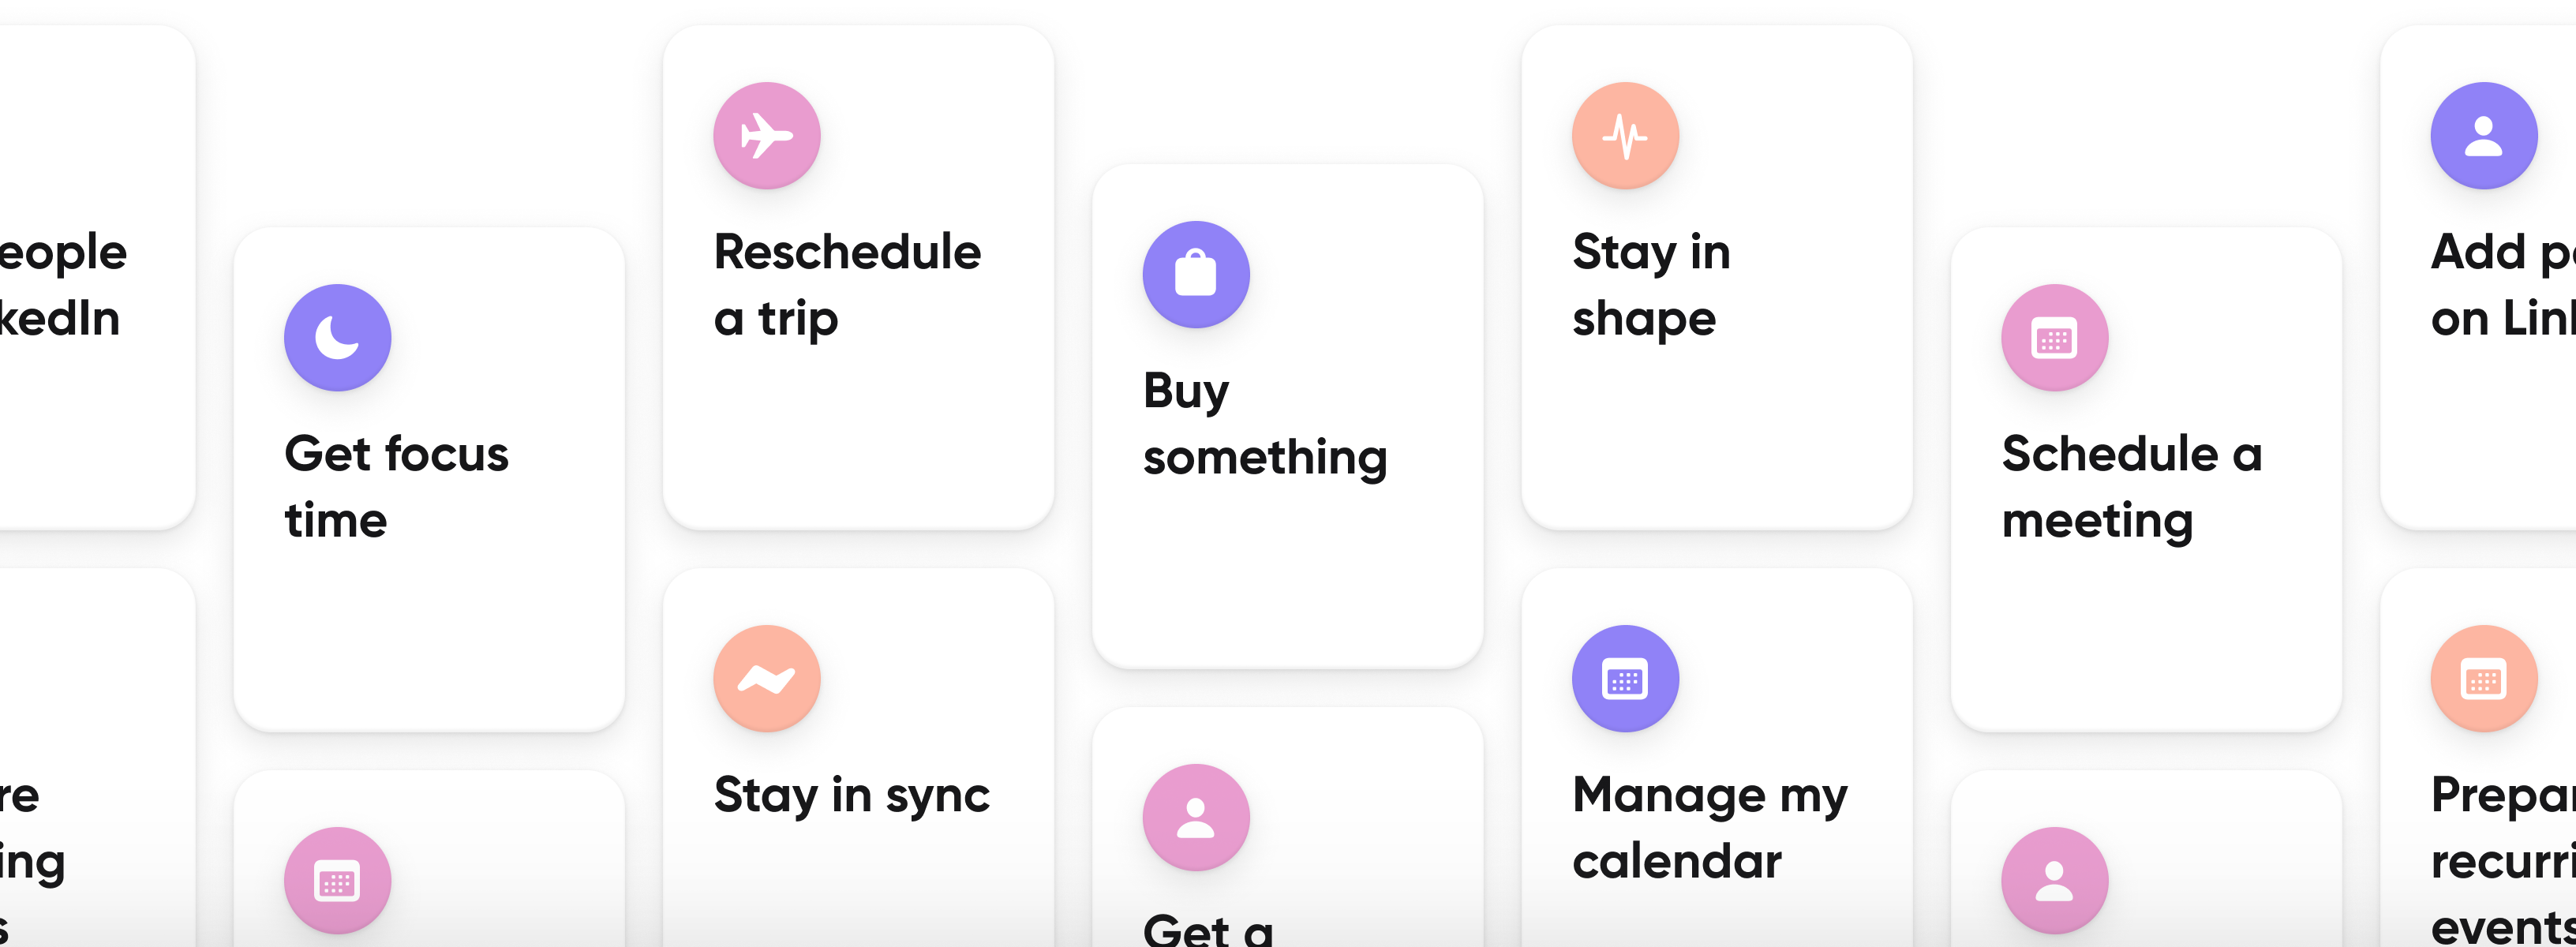 eople
kedIn
re
ing
s
Get focus
time
Reschedule
a trip
Stay in sync
Buy
something
Get a
Stay in
shape
Manage my
calendar
Schedule a
meeting
Add pe
on Link
Prepar
recurri
events